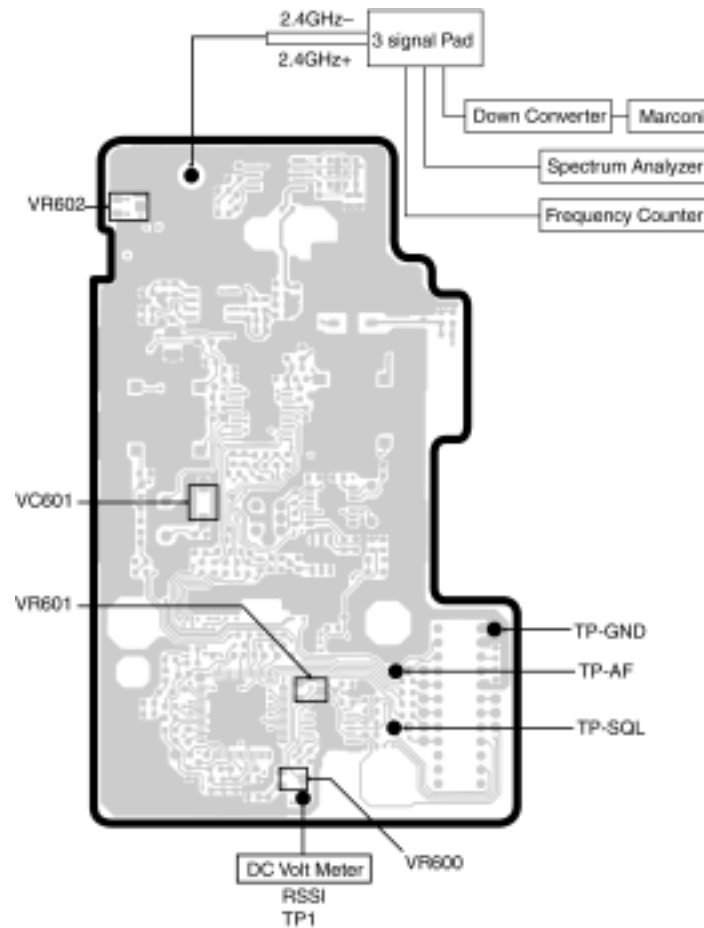 2.4GHz–
3 signal Pad
2.4GHz+
Down Converter
Marconi
Spectrum Analyzer
VR602
Frequency Counter
VC601
VR601
TP-GND
TP-AF
TP-SQL
DC Volt Meter
VR600
RSSI
TP1